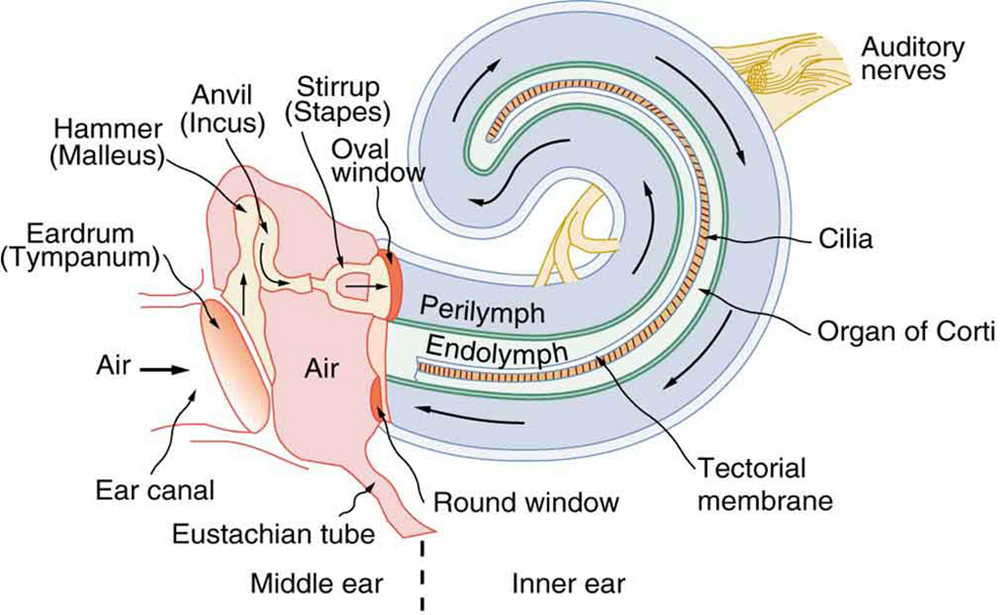 Auditory
nerves
Stirrup
(Stapes)
Anvil
(Incus)
Hammer
(Malleus)
Oval
window
Eardrum
(Tympanum)
Cilia
Perilymph
Organ of Corti
Endolymph
Air
Air
Tectorial
membrane
Ear canal
Round window
Eustachian tube
Middle ear
Inner ear